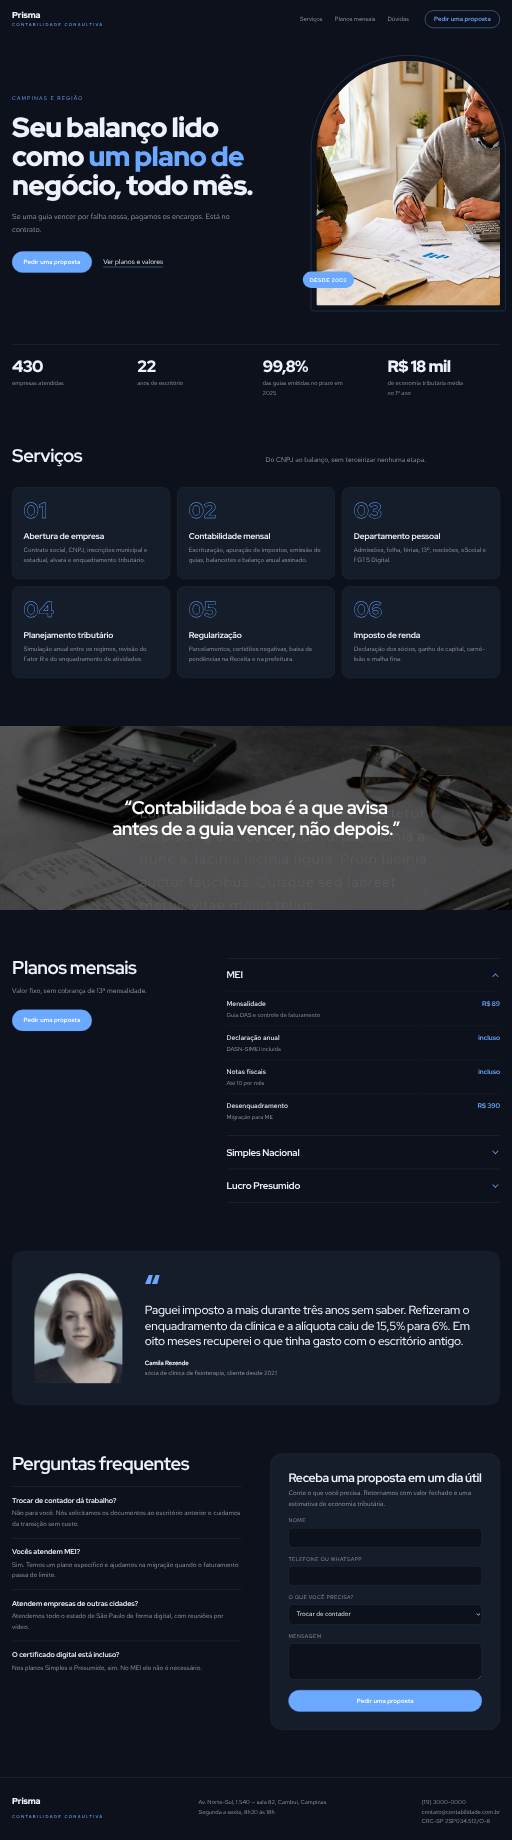 Prisma
CONTABILIDADE CONSULTIVA
Serviços
Planos mensais
Dúvidas
Pedir uma proposta
CAMPINAS E REGIÃO
Seu balanço lido
como um plano de
negócio, todo mês.
Se uma guia vencer por falha nossa, pagamos os encargos. Está no
contrato.
Pedir uma proposta
Ver planos e valores
DESDE 2002
430
empresas atendidas
22
anos de escritório
99,8%
das guias emitidas no prazo em
2025
R$ 18 mil
de economia tributária média
no 1º ano
Serviços
Do CNPJ ao balanço, sem terceirizar nenhuma etapa.
01
Abertura de empresa
Contrato social, CNPJ, inscrições municipal e
estadual, alvará e enquadramento tributário.
02
Contabilidade mensal
Escrituração, apuração de impostos, emissão de
guias, balancetes e balanço anual assinado.
03
Departamento pessoal
Admissões, folha, férias, 13º, rescisões, eSocial e
FGTS Digital.
04
Planejamento tributário
Simulação anual entre os regimes, revisão do
Fator R e do enquadramento de atividades.
05
Regularização
Parcelamentos, certidões negativas, baixa de
pendências na Receita e na prefeitura.
06
Imposto de renda
Declaração dos sócios, ganho de capital, carnê-
leão e malha fina.
“Contabilidade boa é a que avisa
antes de a guia vencer, não depois.”
Planos mensais
Valor fixo, sem cobrança de 13ª mensalidade.
Pedir uma proposta
MEI
Mensalidade
R$ 89
Guia DAS e controle de faturamento
Declaração anual
incluso
DASN-SIMEI incluída
Notas fiscais
incluso
Até 10 por mês
Desenquadramento
R$ 390
Migração para ME
Simples Nacional
Lucro Presumido
“
Paguei imposto a mais durante três anos sem saber. Refizeram o
enquadramento da clínica e a alíquota caiu de 15,5% para 6%. Em
oito meses recuperei o que tinha gasto com o escritório antigo.
Camila Rezende
sócia de clínica de fisioterapia, cliente desde 2021
Perguntas frequentes
Trocar de contador dá trabalho?
Não para você. Nós solicitamos os documentos ao escritório anterior e cuidamos
da transição sem custo.
Vocês atendem MEI?
Sim. Temos um plano específico e ajudamos na migração quando o faturamento
passa do limite.
Atendem empresas de outras cidades?
Atendemos todo o estado de São Paulo de forma digital, com reuniões por
vídeo.
O certificado digital está incluso?
Nos planos Simples e Presumido, sim. No MEI ele não é necessário.
Receba uma proposta em um dia útil
Conte o que você precisa. Retornamos com valor fechado e uma
estimativa de economia tributária.
NOME
TELEFONE OU WHATSAPP
O QUE VOCÊ PRECISA?
Trocar de contador
MENSAGEM
Pedir uma proposta
Prisma
CONTABILIDADE CONSULTIVA
Av. Norte-Sul, 1.540 — sala 82, Cambuí, Campinas
Segunda a sexta, 8h30 às 18h
(19) 3000-0000
contato@contabilidade.com.br